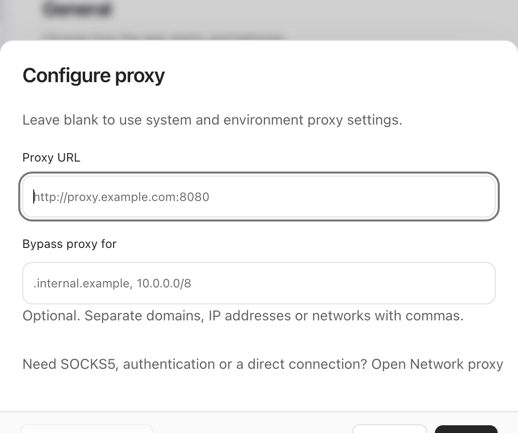 General
Configure proxy
Leave blank to use system and environment proxy settings.
Proxy URL
http://proxy.example.com:8080
Bypass proxy for
.internal.example, 10.0.0.0/8
Optional. Separate domains, IP addresses or networks with commas.
Need SOCKS5, authentication or a direct connection? Open Network proxy